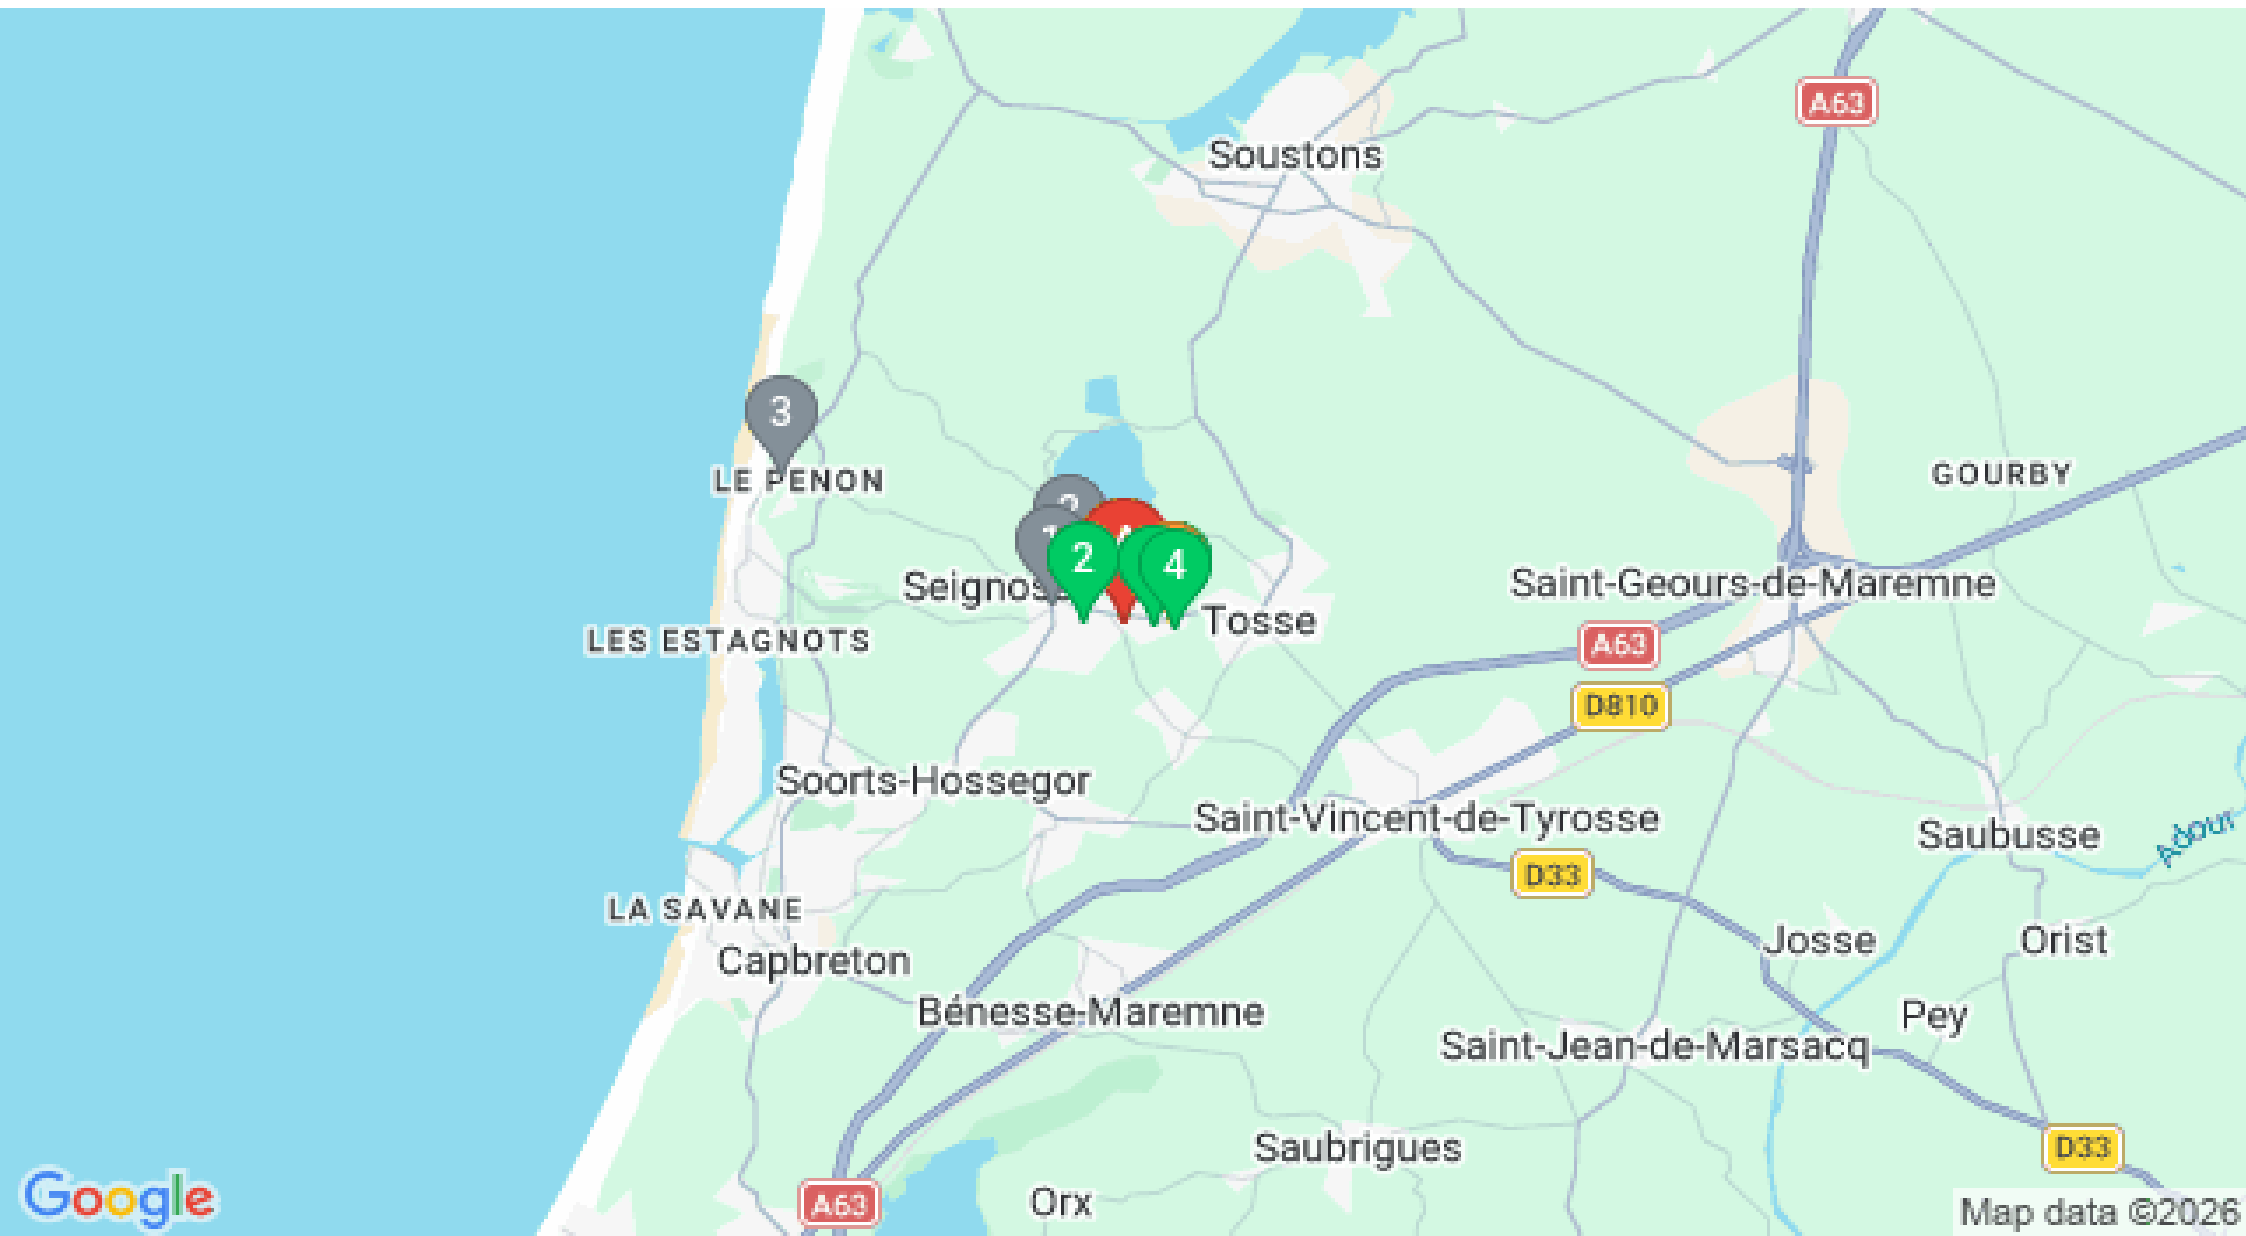 A63
Soustons
3
LE PENON
GOURBY
2
4
Seignos
Tosse
Saint-Geours-de-Maremne
LES ESTAGNOTS
A63
D810
Soorts-Hossegor
Saint-Vincent-de-Tyrosse
Saubusse
Adour
D33
LA SAVANE
Capbreton
Josse
Orist
Bénesse-Maremne
Pey
Saint-Jean-de-Marsacq
Saubrigues
D33
A63
Orx
Google
Map data ©2026